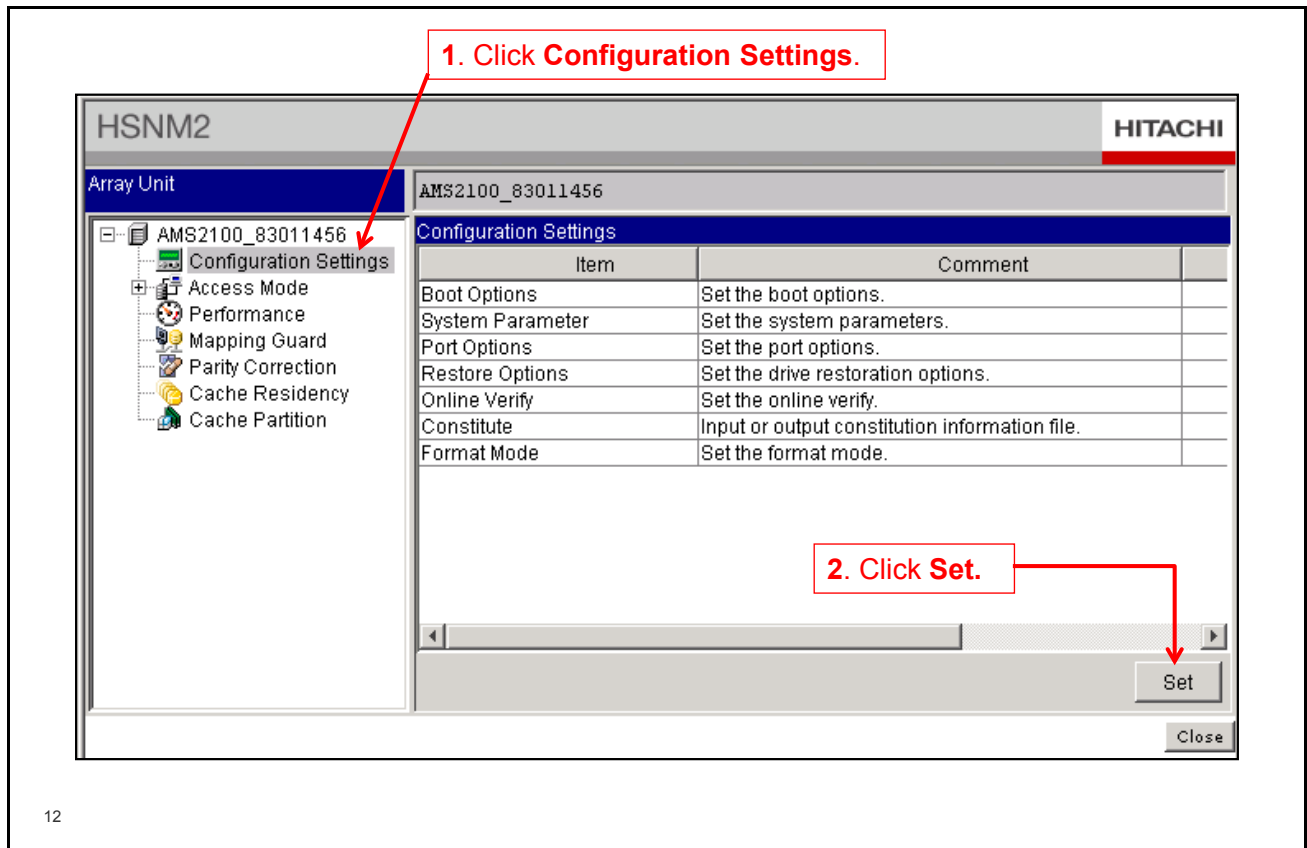 1. Click Configuration Settings.
HSNM2
HITACHI
Array Unit
AMS2100_83011456
AMS2100_83011456
Configuration Settings
Access Mode
Performance
Mapping Guard
Parity Correction
Cache Residency
Cache Partition
Configuration Settings
Item Comment
Boot Options Set the boot options.
System Parameter Set the system parameters.
Port Options Set the port options.
Restore Options Set the drive restoration options.
Online Verify Set the online verify.
Constitute Input or output constitution information file.
Format Mode Set the format mode.
2. Click Set.
Set
Close
12